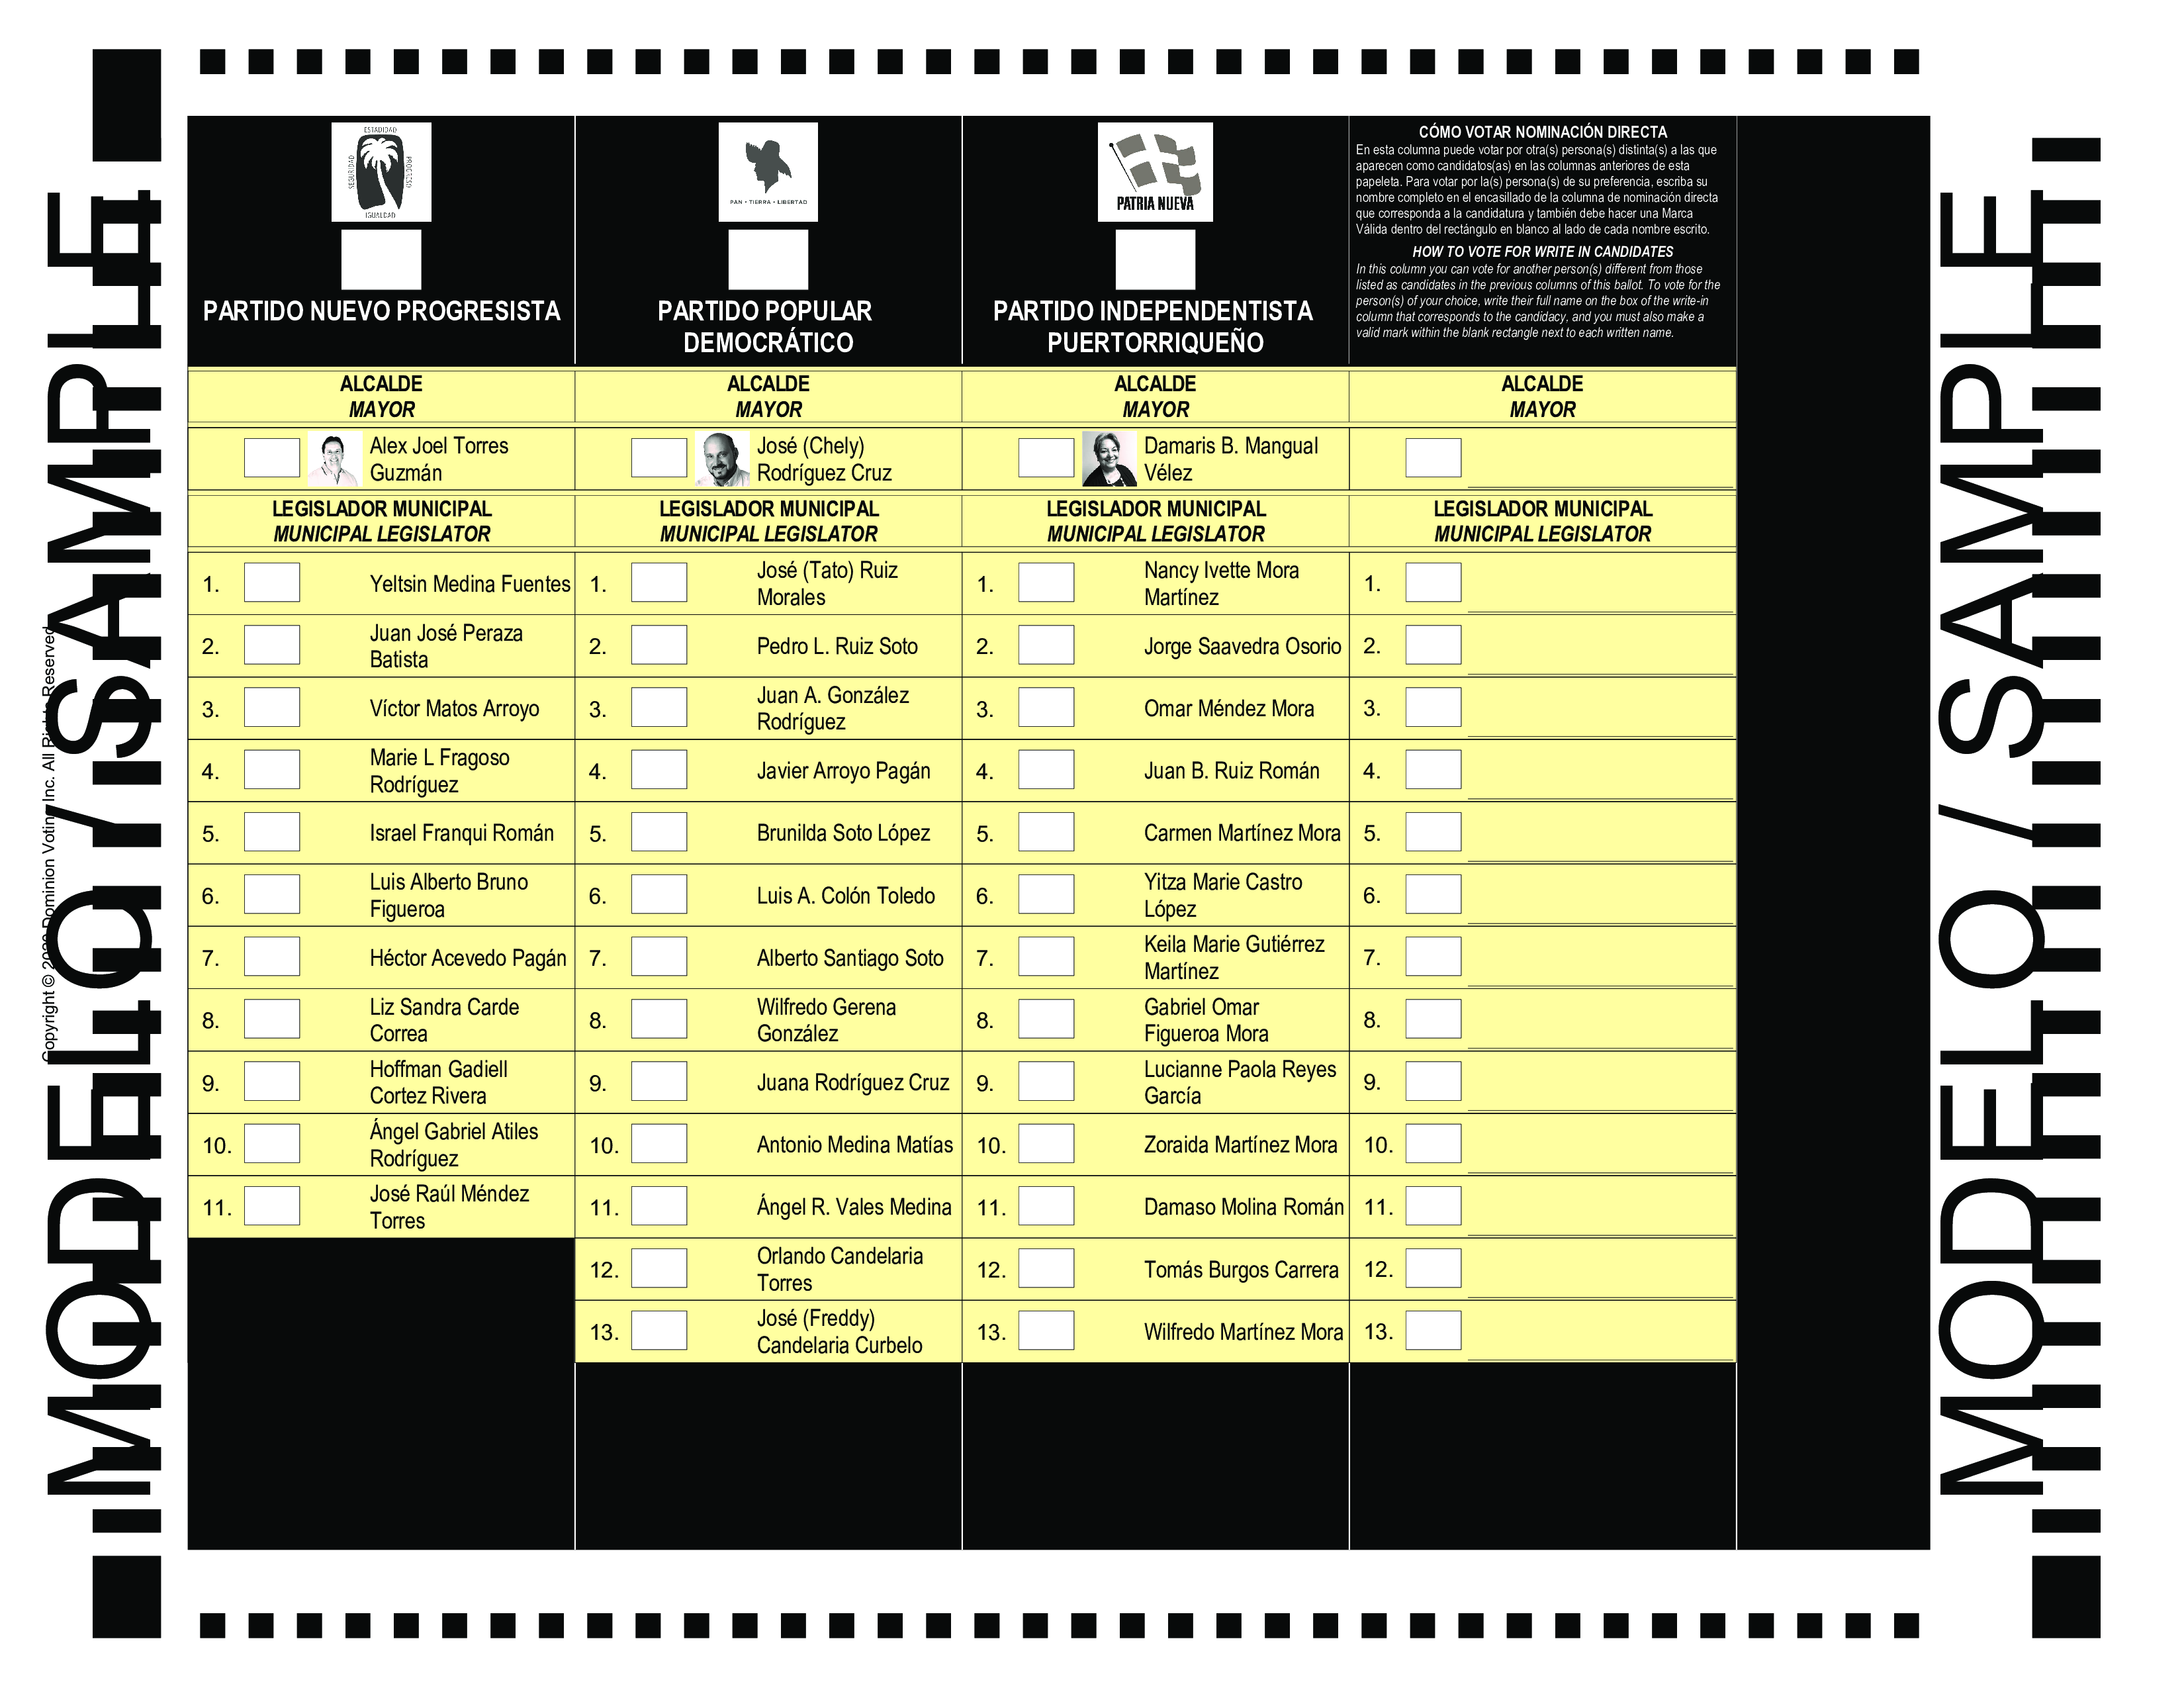 MODELO / SAMPLE
Copyright © 2020 Dominion Voting Inc. All Rights Reserved
ESTADIDAD
SEGURIDAD
PROGRESO
IGUALDAD
PARTIDO NUEVO PROGRESISTA
PAN • TIERRA • LIBERTAD
PARTIDO POPULAR
DEMOCRÁTICO
PATRIA NUEVA
PARTIDO INDEPENDENTISTA
PUERTORRIQUEÑO
CÓMO VOTAR NOMINACIÓN DIRECTA
En esta columna puede votar por otra(s) persona(s) distinta(s) a las que
aparecen como candidatos(as) en las columnas anteriores de esta
papeleta. Para votar por la(s) persona(s) de su preferencia, escriba su
nombre completo en el encasillado de la columna de nominación directa
que corresponda a la candidatura y también debe hacer una Marca
Válida dentro del rectángulo en blanco al lado de cada nombre escrito.
HOW TO VOTE FOR WRITE IN CANDIDATES
In this column you can vote for another person(s) different from those
listed as candidates in the previous columns of this ballot. To vote for the
person(s) of your choice, write their full name on the box of the write-in
column that corresponds to the candidacy, and you must also make a
valid mark within the blank rectangle next to each written name.
ALCALDE
MAYOR
Alex Joel Torres
Guzmán
LEGISLADOR MUNICIPAL
MUNICIPAL LEGISLATOR
1. Yeltsin Medina Fuentes
2. Juan José Peraza
Batista
3. Víctor Matos Arroyo
4. Marie L Fragoso
Rodríguez
5. Israel Franqui Román
6. Luis Alberto Bruno
Figueroa
7. Héctor Acevedo Pagán
8. Liz Sandra Carde
Correa
9. Hoffman Gadiell
Cortez Rivera
10. Ángel Gabriel Atiles
Rodríguez
11. José Raúl Méndez
Torres
ALCALDE
MAYOR
José (Chely)
Rodríguez Cruz
LEGISLADOR MUNICIPAL
MUNICIPAL LEGISLATOR
1. José (Tato) Ruiz
Morales
2. Pedro L. Ruiz Soto
3. Juan A. González
Rodríguez
4. Javier Arroyo Pagán
5. Brunilda Soto López
6. Luis A. Colón Toledo
7. Alberto Santiago Soto
8. Wilfredo Gerena
González
9. Juana Rodríguez Cruz
10. Antonio Medina Matías
11. Ángel R. Vales Medina
12. Orlando Candelaria
Torres
13. José (Freddy)
Candelaria Curbelo
ALCALDE
MAYOR
Damaris B. Mangual
Vélez
LEGISLADOR MUNICIPAL
MUNICIPAL LEGISLATOR
1. Nancy Ivette Mora
Martínez
2. Jorge Saavedra Osorio
3. Omar Méndez Mora
4. Juan B. Ruiz Román
5. Carmen Martínez Mora
6. Yitza Marie Castro
López
7. Keila Marie Gutiérrez
Martínez
8. Gabriel Omar
Figueroa Mora
9. Lucianne Paola Reyes
García
10. Zoraida Martínez Mora
11. Damaso Molina Román
12. Tomás Burgos Carrera
13. Wilfredo Martínez Mora
ALCALDE
MAYOR
LEGISLADOR MUNICIPAL
MUNICIPAL LEGISLATOR
1.
2.
3.
4.
5.
6.
7.
8.
9.
10.
11.
12.
13.
MODELO / SAMPLE